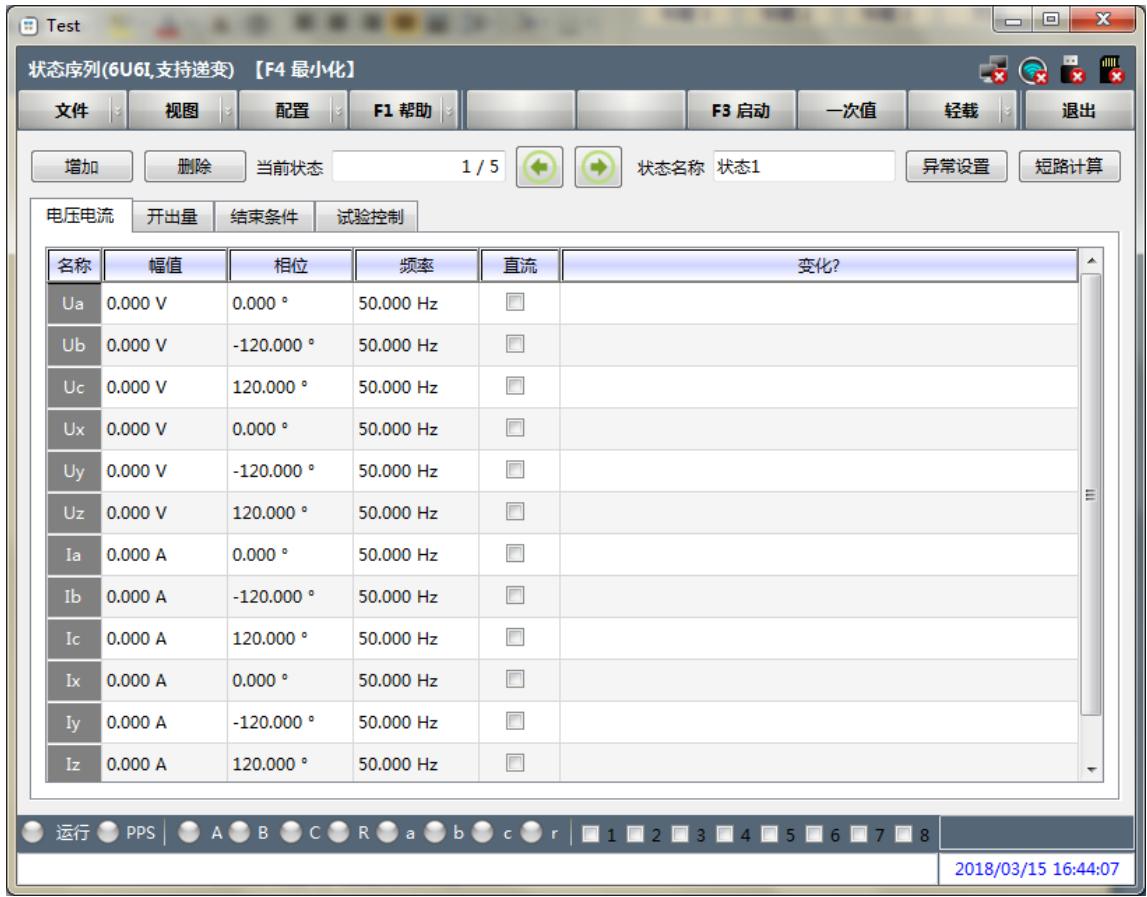 Test
状态序列(6U6I,支持递变) 【F4 最小化】
文件 视图 配置 F1 帮助 F3 启动 一次值 轻载 退出
增加 删除 当前状态 1 / 5 状态名称 状态1 异常设置 短路计算
电压电流 开出量 结束条件 试验控制
名称 幅值 相位 频率 直流 变化?
Ua 0.000 V 0.000 ° 50.000 Hz
Ub 0.000 V -120.000 ° 50.000 Hz
Uc 0.000 V 120.000 ° 50.000 Hz
Ux 0.000 V 0.000 ° 50.000 Hz
Uy 0.000 V -120.000 ° 50.000 Hz
Uz 0.000 V 120.000 ° 50.000 Hz
Ia 0.000 A 0.000 ° 50.000 Hz
Ib 0.000 A -120.000 ° 50.000 Hz
Ic 0.000 A 120.000 ° 50.000 Hz
Ix 0.000 A 0.000 ° 50.000 Hz
Iy 0.000 A -120.000 ° 50.000 Hz
Iz 0.000 A 120.000 ° 50.000 Hz
运行 PPS A B C R a b c r 1 2 3 4 5 6 7 8
2018/03/15 16:44:07